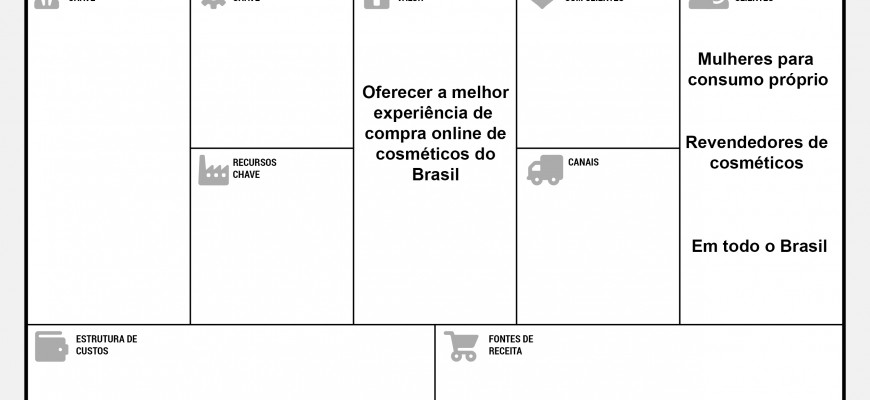 CHAVE
CHAVE
VALOR
COM CLIENTES
CLIENTES
Oferecer a melhor
experiência de
compra online de
cosméticos do
Brasil
Mulheres para
consumo próprio
Revendedores de
cosméticos
Em todo o Brasil
RECURSOS
CHAVE
CANAIS
ESTRUTURA DE
CUSTOS
FONTES DE
RECEITA